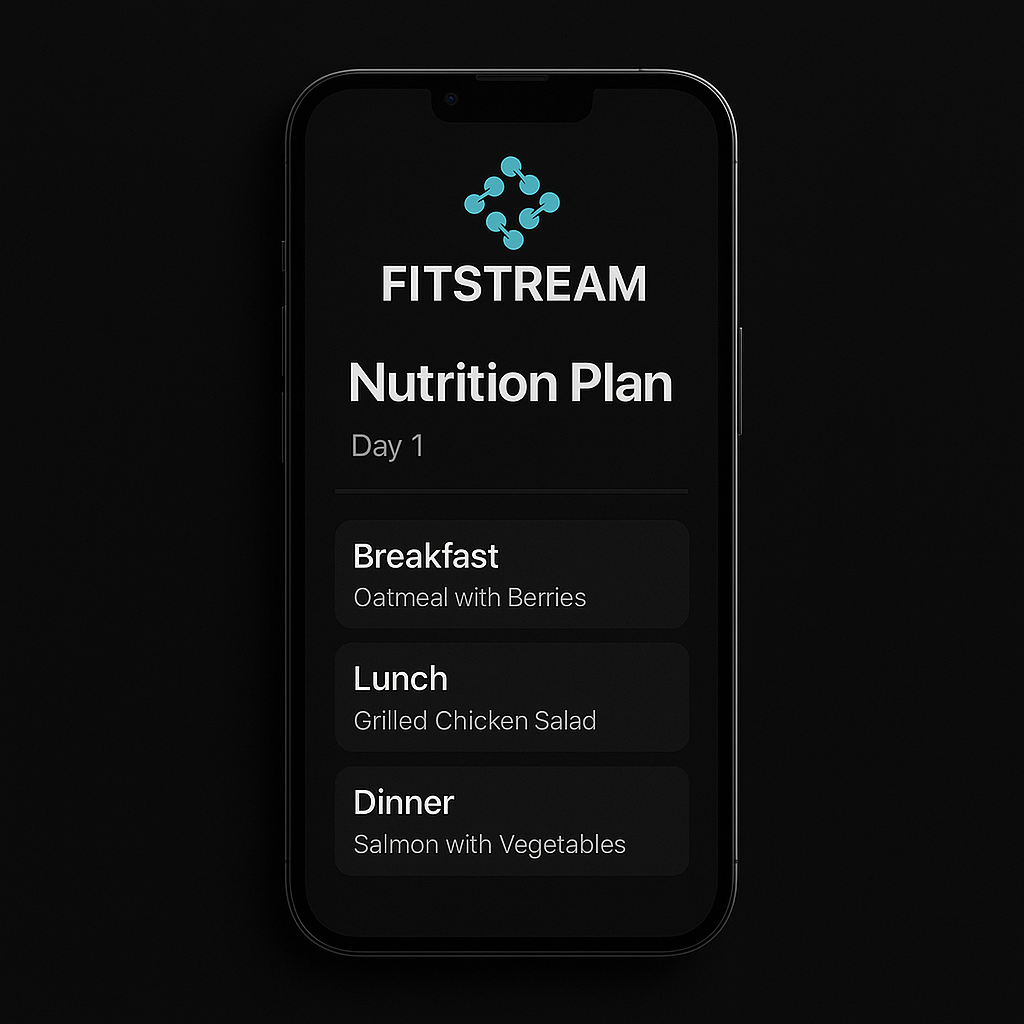 FITSTREAM
Nutrition Plan
Day 1
Breakfast
Oatmeal with Berries
Lunch
Grilled Chicken Salad
Dinner
Salmon with Vegetables